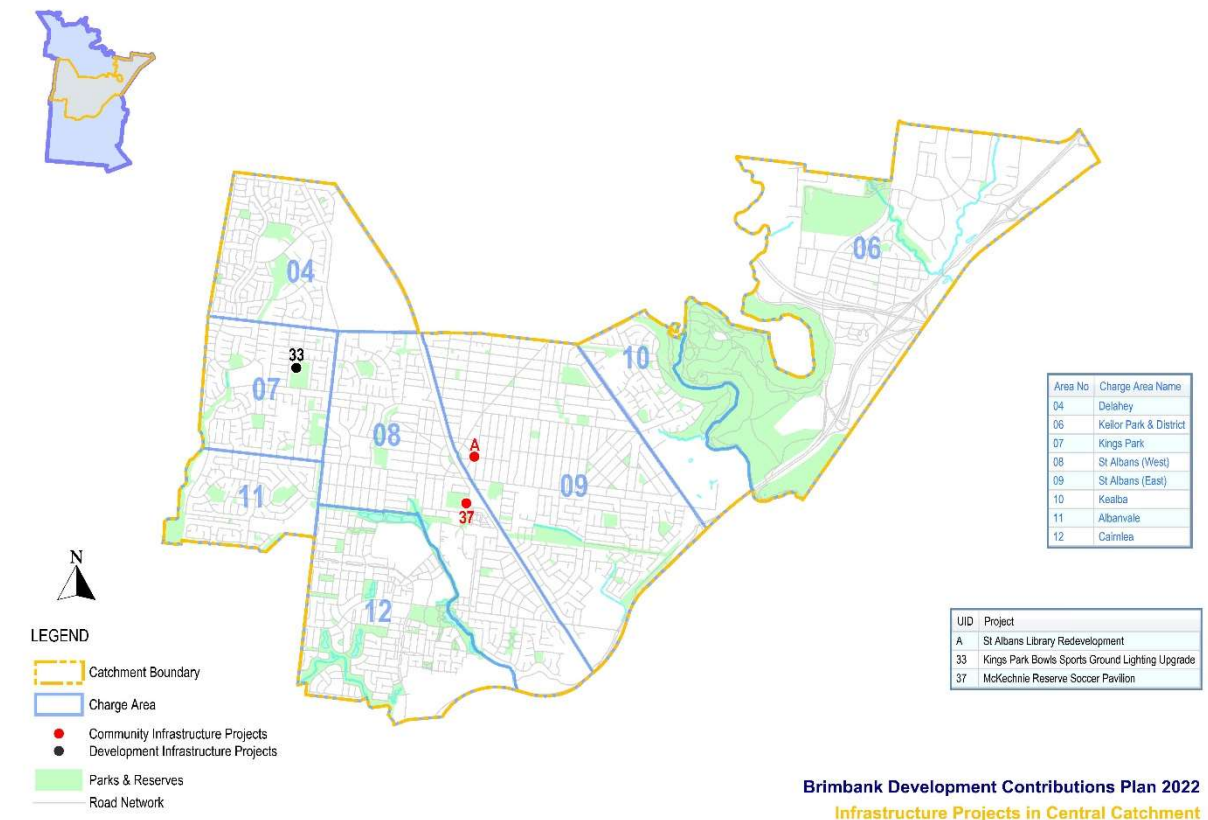 04
06
10
33
07
08
A
09
37
11
12
N
LEGEND
Catchment Boundary
Charge Area
Community Infrastructure Projects
Development Infrastructure Projects
Parks & Reserves
Road Network
Area No Charge Area Name
04 Delahey
06 Keilor Park & District
07 Kings Park
08 St Albans (West)
09 St Albans (East)
10 Kealba
11 Albanvale
12 Cairnlea
UID Project
A St Albans Library Redevelopment
33 Kings Park Bowls Sports Ground Lighting Upgrade
37 McKechnie Reserve Soccer Pavilion
Brimbank Development Contributions Plan 2022
Infrastructure Projects in Central Catchment